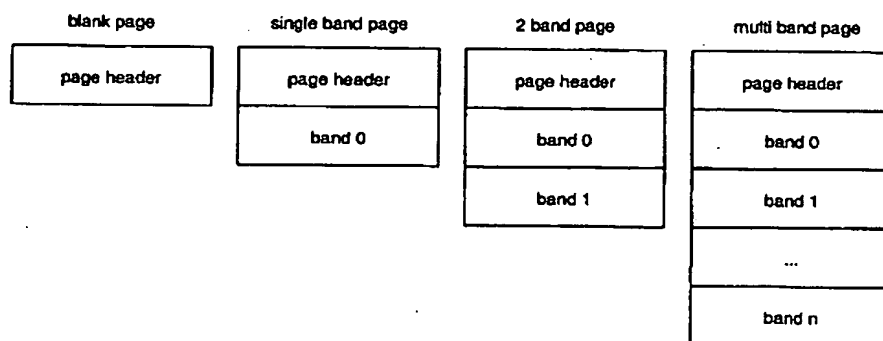 blank page
page header
single band page
page header
band 0
2 band page
page header
band 0
band 1
multi band page
page header
band 0
band 1
...
band n